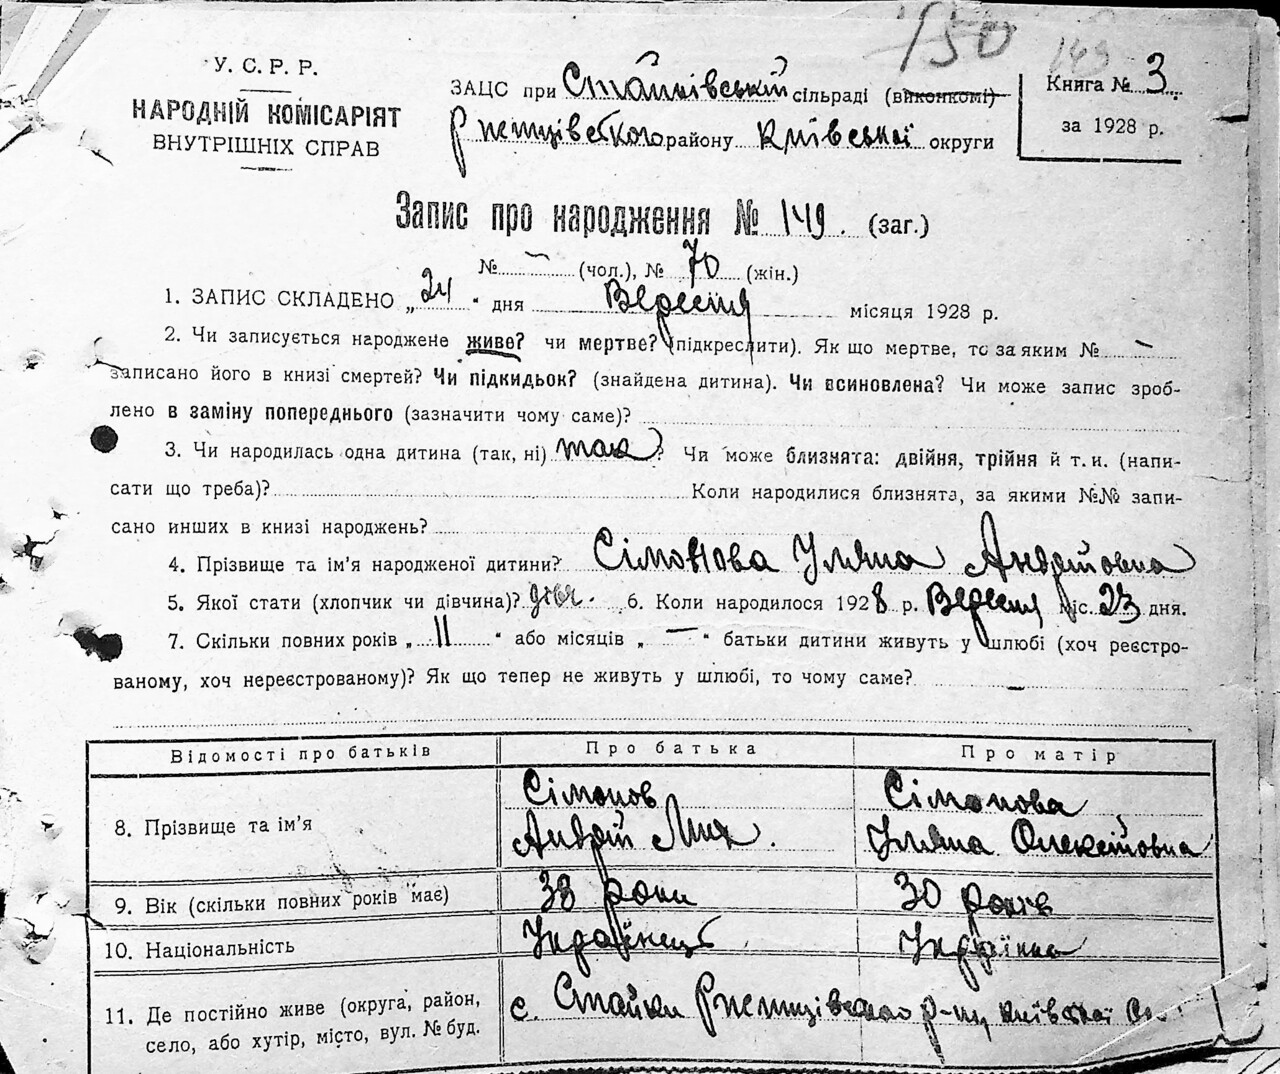 150
149
У. С. Р. Р.
НАРОДНІЙ КОМІСАРІЯТ
ВНУТРІШНІХ СПРАВ
ЗАЦС при Стайківській сільраді (виконкомі)
Ржищівського району Київської округи
Книга № 3
за 1928 р.
Запис про народження № 149. (заг.)
№ — (чол.), № 70 (жін.)
1. ЗАПИС СКЛАДЕНО „24“ дня Вересня місяця 1928 р.
2. Чи записується народжене живе? чи мертве? (підкреслити). Як що мертве, то за яким № —
записано його в книзі смертей? Чи підкидьок? (знайдена дитина). Чи всиновлена? Чи може запис зроб-
лено в заміну попереднього (зазначити чому саме)?
3. Чи народилась одна дитина (так, ні) так? Чи може близнята: двійня, трійня й т. и. (напи-
сати що треба)? Коли народилися близнята, за якими №№ запи-
сано инших в книзі народжень?
4. Прізвище та ім’я народженої дитини? Сімонова Уляна Андріївна
5. Якої стати (хлопчик чи дівчина)? дівч. 6. Коли народилося 1928 р. Вересня міс. 23 дня.
7. Скільки повних років „11“ або місяців „—“ батьки дитини живуть у шлюбі (хоч реєстро-
ваному, хоч нереєстрованому)? Як що тепер не живуть у шлюбі, то чому саме? —
Відомості про батьків Про батька Про матір
8. Прізвище та ім’я
Сімонов
Андрій Мих.
Сімонова
Уляна Олексіївна
9. Вік (скільки повних років має) 38 роки 30 років
10. Національність Українець Українка
11. Де постійно живе (округа, район,
село, або хутір, місто, вул. № буд.
с. Стайки Ржищівського р-ну Київської